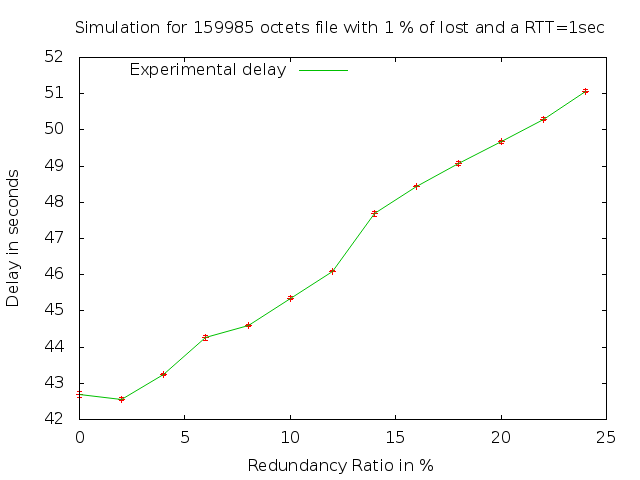 Simulation for 159985 octets file with 1 % of lost and a RTT=1sec
Experimental delay
52
51
50
49
48
47
46
45
44
43
42
Delay in seconds
0 5 10 15 20 25
Redundancy Ratio in %